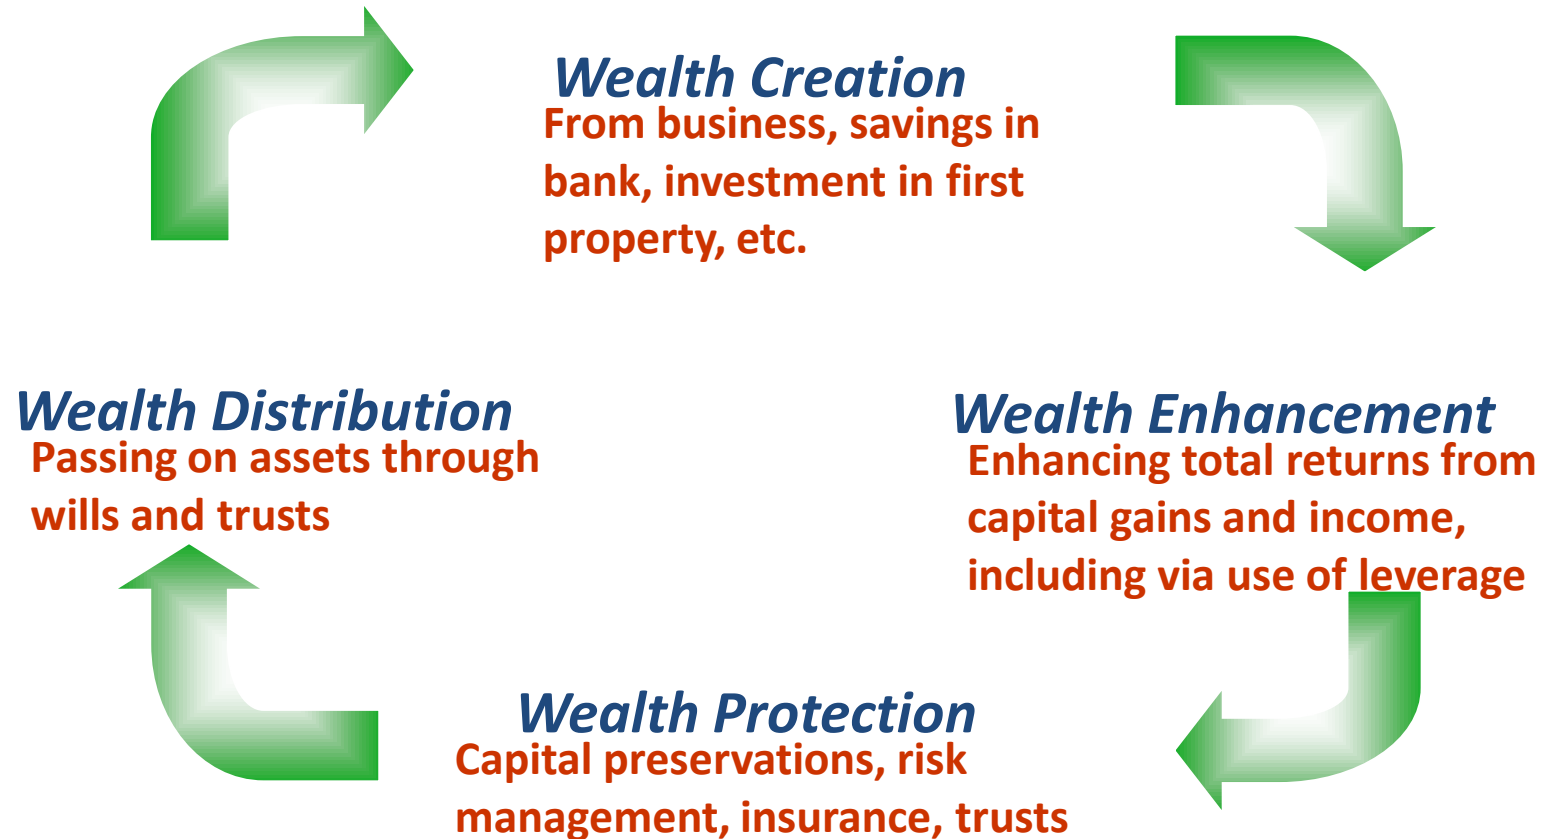 Wealth Creation
From business, savings in
bank, investment in first
property, etc.
Wealth Distribution
Passing on assets through
wills and trusts
Wealth Enhancement
Enhancing total returns from
capital gains and income,
including via use of leverage
Wealth Protection
Capital preservations, risk
management, insurance, trusts